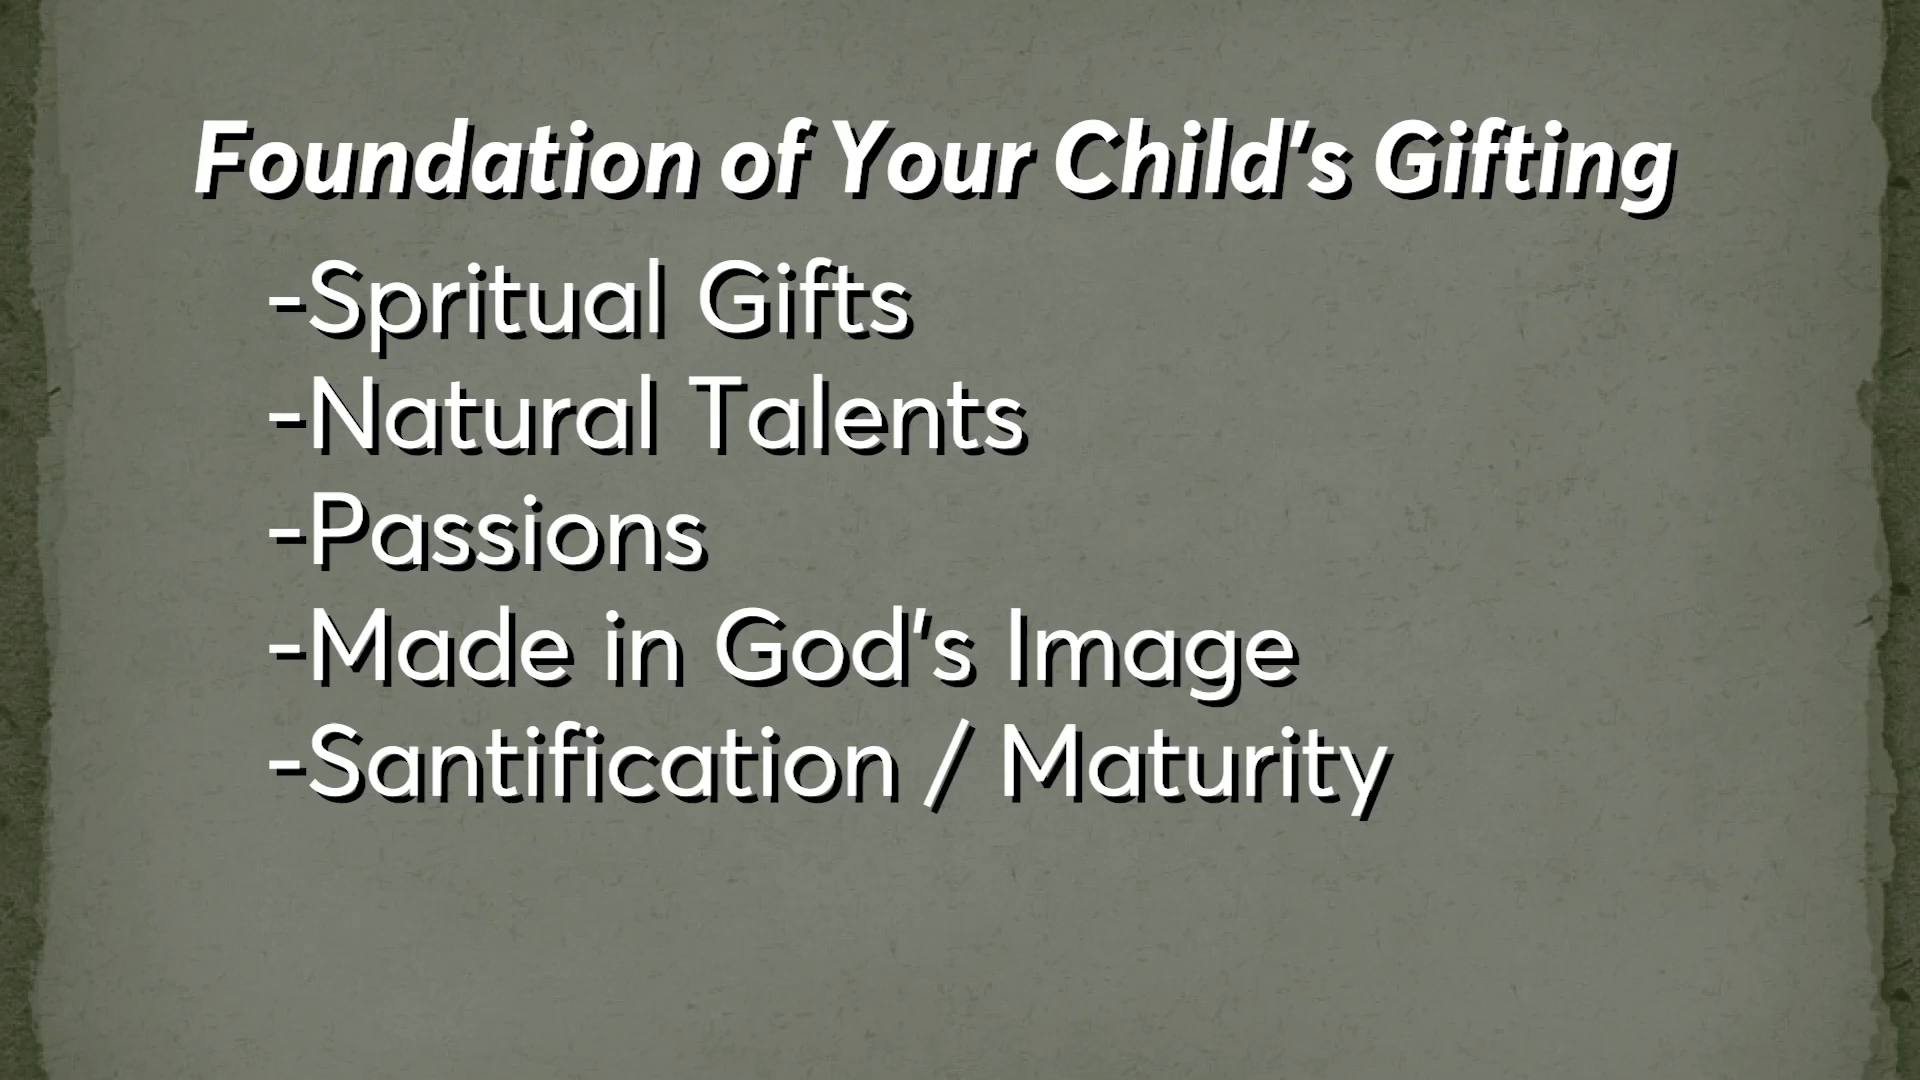 Foundation of Your Child's Gifting
-Spritual Gifts
-Natural Talents
-Passions
-Made in God's Image
-Santification / Maturity